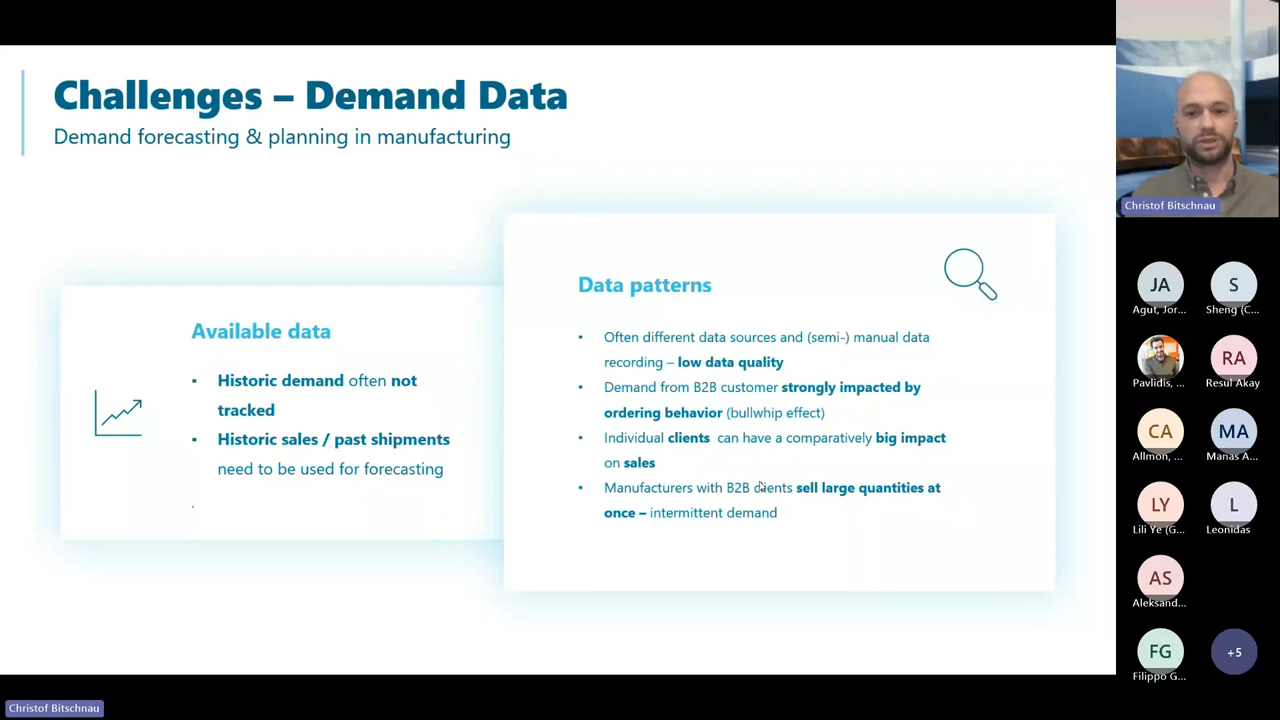 Challenges – Demand Data
Demand forecasting & planning in manufacturing
Available data
▪ Historic demand often not
tracked
▪ Historic sales / past shipments
need to be used for forecasting
Data patterns
▪ Often different data sources and (semi-) manual data
recording – low data quality
▪ Demand from B2B customer strongly impacted by
ordering behavior (bullwhip effect)
▪ Individual clients can have a comparatively big impact
on sales
▪ Manufacturers with B2B clients sell large quantities at
once – intermittent demand
Christof Bitschnau
JA
Agut, Jor...
S
Sheng (C...
Pavlidis, ...
RA
Resul Akay
CA
Allmon, ...
MA
Manas A...
LY
Lili Ye (G...
L
Leonidas
AS
Aleksand...
FG
Filippo G...
+5
Christof Bitschnau